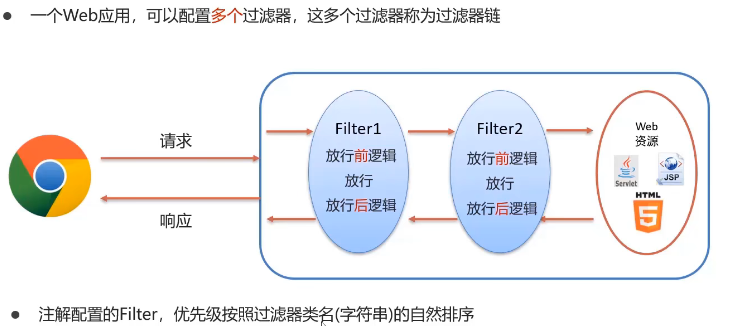 一个Web应用，可以配置多个过滤器，这多个过滤器称为过滤器链
请求
响应
Filter1
放行前逻辑
放行
放行后逻辑
Filter2
放行前逻辑
放行
放行后逻辑
Web
资源
Servlet
JSP
HTML
5
注解配置的Filter，优先级按照过滤器类名(字符串)的自然排序